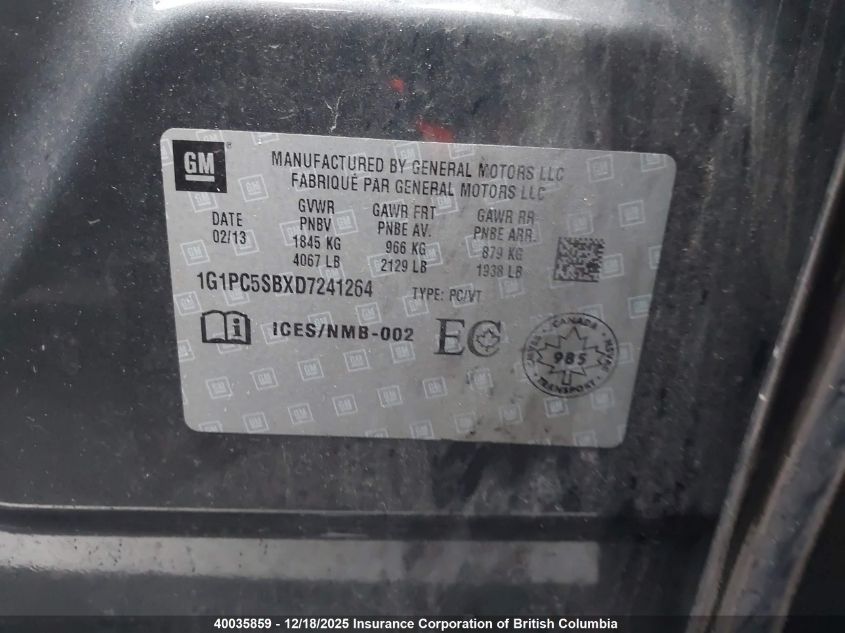 GM
MANUFACTURED BY GENERAL MOTORS LLC
FABRIQUÉ PAR GENERAL MOTORS LLC
DATE
02/13
GVWR
PNBV
1845 KG
4067 LB
GAWR FRT
PNBE AV.
966 KG
2129 LB
GAWR RR
PNBE ARR.
879 KG
1938 LB
1G1PC5SBXD7241264 TYPE: PC/VT
ICES/NMB-002 EC
CANADA
985
TRANSPORT
40035859 - 12/18/2025 Insurance Corporation of British Columbia